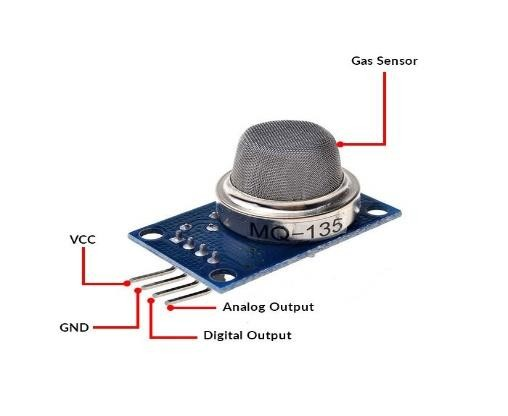 Gas Sensor
MQ-135
VCC
Analog Output
GND
Digital Output